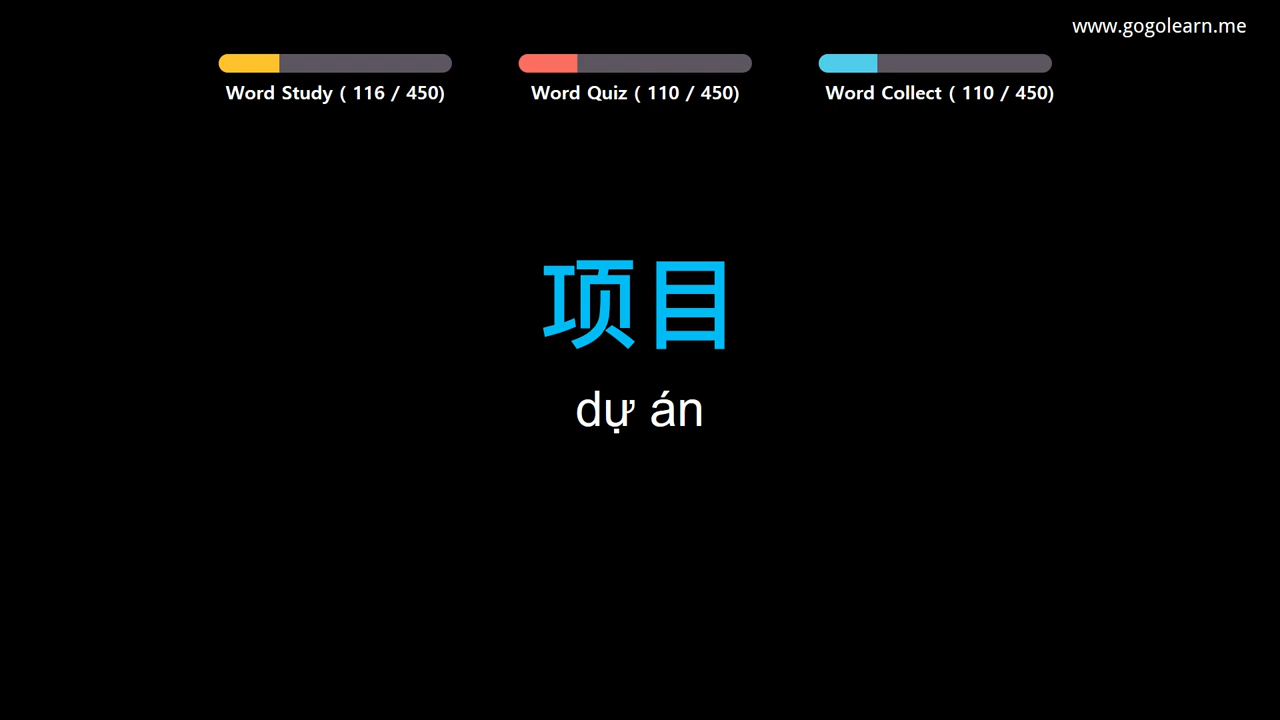 www.gogolearn.me
Word Study ( 116 / 450)
Word Quiz ( 110 / 450)
Word Collect ( 110 / 450)
项目
dự án